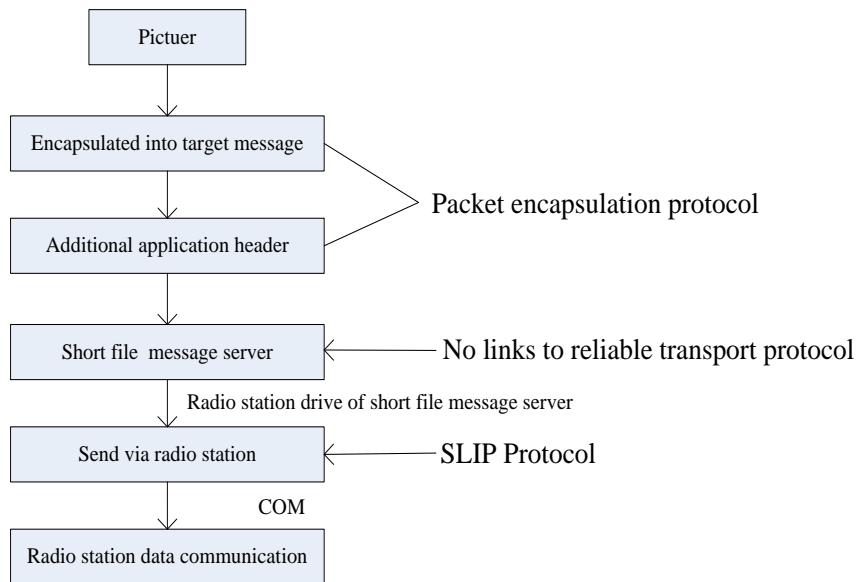 Pictuer
Encapsulated into target message
Packet encapsulation protocol
Additional application header
Short file message server
No links to reliable transport protocol
Radio station drive of short file message server
Send via radio station
SLIP Protocol
COM
Radio station data communication